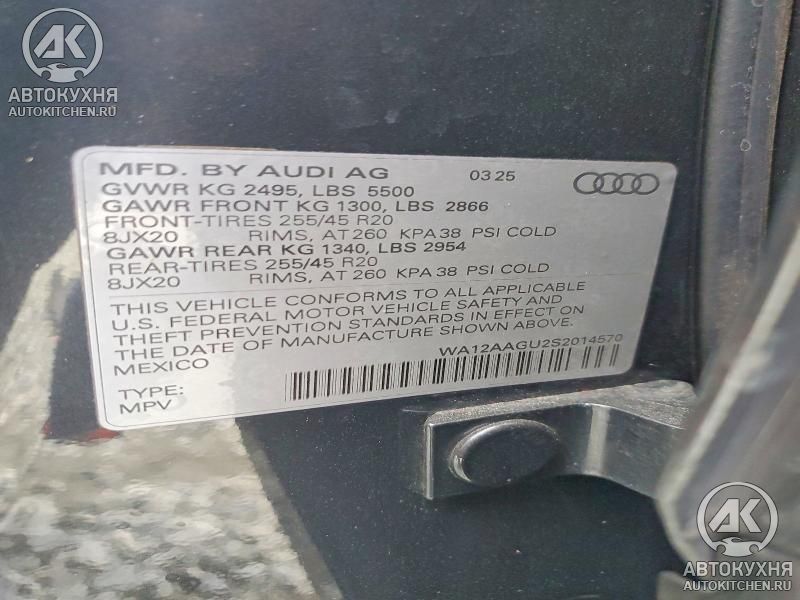 АК
АВТОКУХНЯ
AUTOKITCHEN.RU
MFD. BY AUDI AG 03 25
GVWR KG 2495, LBS 5500
GAWR FRONT KG 1300, LBS 2866
FRONT-TIRES 255/45 R20
8JX20 RIMS, AT 260 KPA 38 PSI COLD
GAWR REAR KG 1340, LBS 2954
REAR-TIRES 255/45 R20
8JX20 RIMS, AT 260 KPA 38 PSI COLD
THIS VEHICLE CONFORMS TO ALL APPLICABLE
U.S. FEDERAL MOTOR VEHICLE SAFETY AND
THEFT PREVENTION STANDARDS IN EFFECT ON
THE DATE OF MANUFACTURE SHOWN ABOVE.
MEXICO WA12AAGU2S2014570
TYPE:
MPV
АК
АВТОКУХНЯ
AUTOKITCHEN.RU